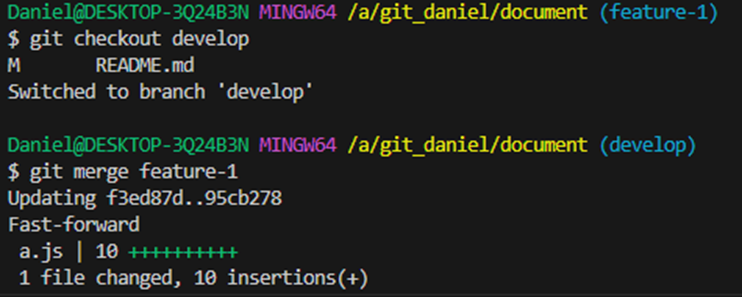 Daniel@DESKTOP-3Q24B3N MINGW64 /a/git_daniel/document (feature-1)
$ git checkout develop
M       README.md
Switched to branch 'develop'

Daniel@DESKTOP-3Q24B3N MINGW64 /a/git_daniel/document (develop)
$ git merge feature-1
Updating f3ed87d..95cb278
Fast-forward
 a.js | 10 ++++++++++
 1 file changed, 10 insertions(+)